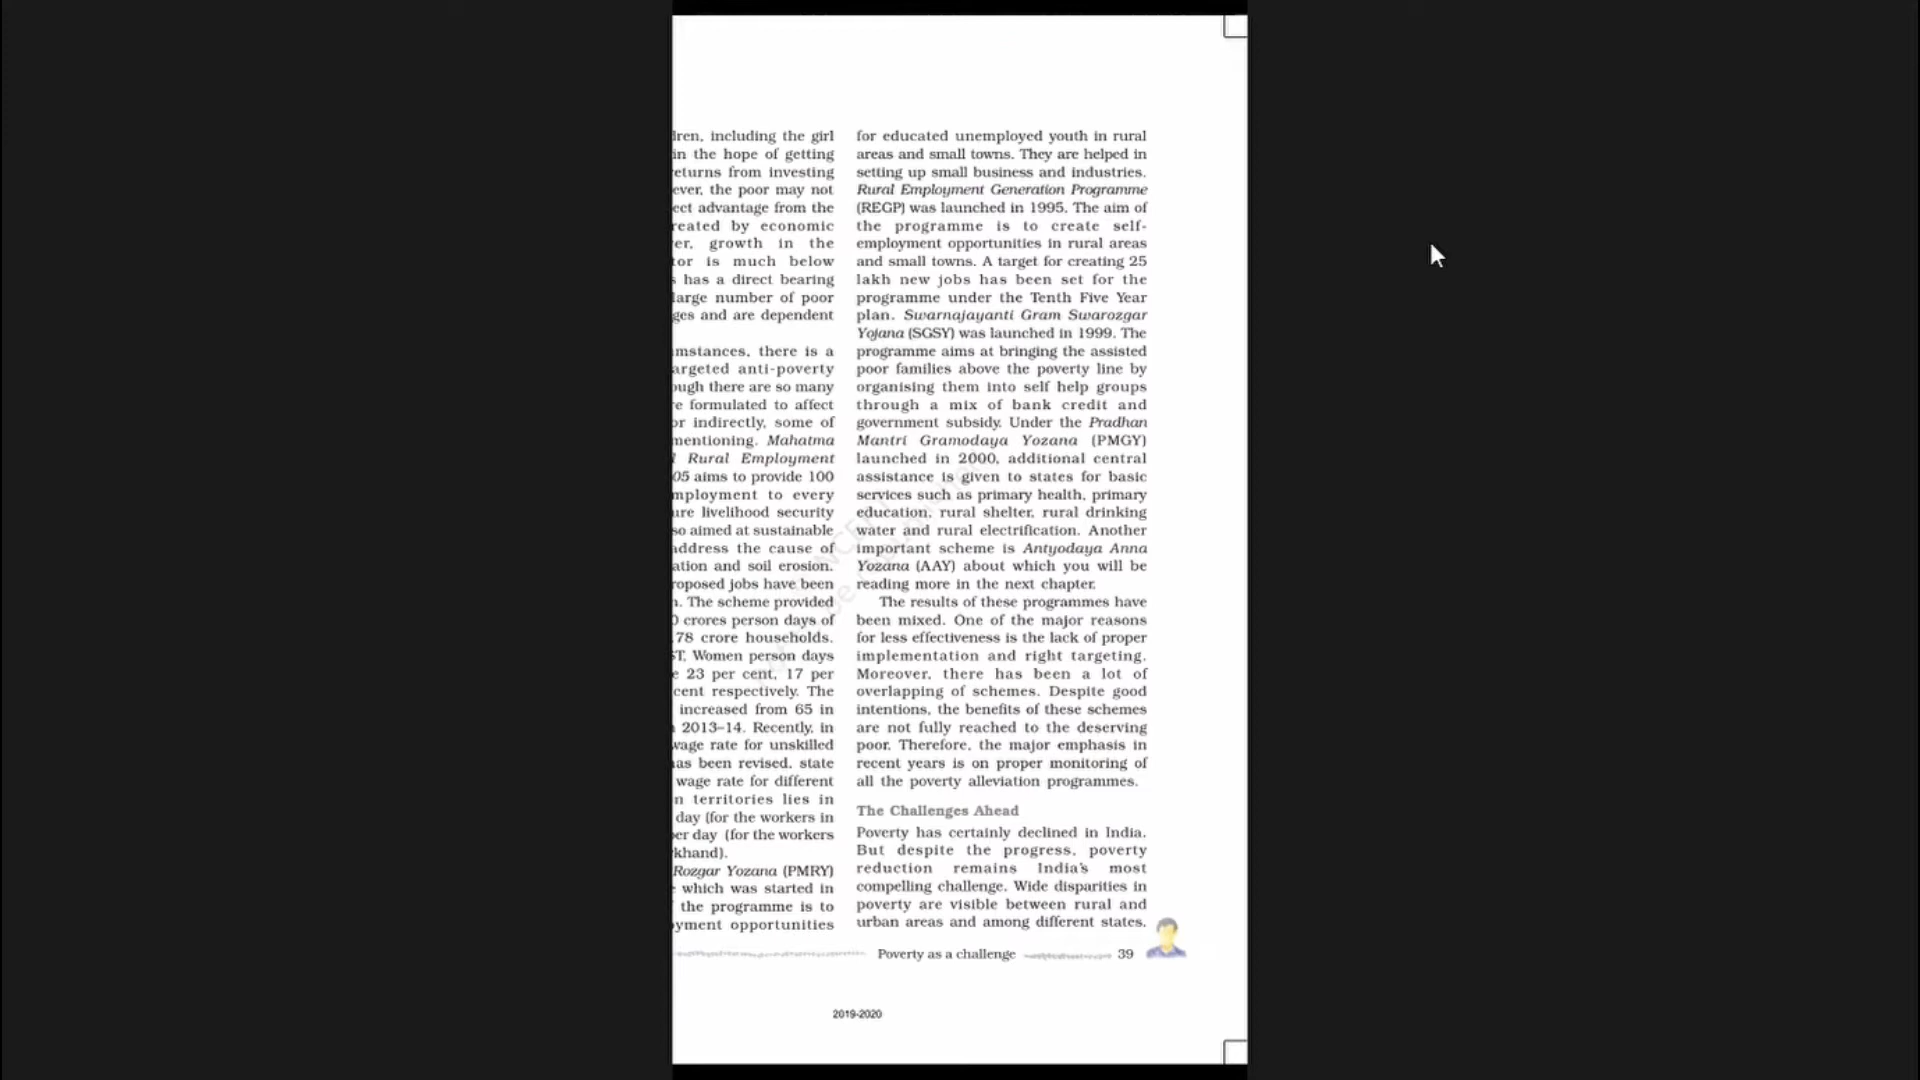 dren, including the girl
in the hope of getting
returns from investing
ever, the poor may not
ect advantage from the
reated by economic
er, growth in the
tor is much below
s has a direct bearing
large number of poor
ges and are dependent
mstances, there is a
argeted anti-poverty
ough there are so many
re formulated to affect
or indirectly, some of
mentioning. Mahatma
l Rural Employment
05 aims to provide 100
mployment to every
ure livelihood security
so aimed at sustainable
address the cause of
ation and soil erosion.
roposed jobs have been
n. The scheme provided
0 crores person days of
.78 crore households.
ST, Women person days
e 23 per cent, 17 per
cent respectively. The
increased from 65 in
n 2013–14. Recently, in
wage rate for unskilled
has been revised, state
wage rate for different
n territories lies in
day (for the workers in
per day (for the workers
khand).
Rozgar Yozana (PMRY)
e which was started in
f the programme is to
oyment opportunities
for educated unemployed youth in rural
areas and small towns. They are helped in
setting up small business and industries.
Rural Employment Generation Programme
(REGP) was launched in 1995. The aim of
the programme is to create self-
employment opportunities in rural areas
and small towns. A target for creating 25
lakh new jobs has been set for the
programme under the Tenth Five Year
plan. Swarnajayanti Gram Swarozgar
Yojana (SGSY) was launched in 1999. The
programme aims at bringing the assisted
poor families above the poverty line by
organising them into self help groups
through a mix of bank credit and
government subsidy. Under the Pradhan
Mantri Gramodaya Yozana (PMGY)
launched in 2000, additional central
assistance is given to states for basic
services such as primary health, primary
education, rural shelter, rural drinking
water and rural electrification. Another
important scheme is Antyodaya Anna
Yozana (AAY) about which you will be
reading more in the next chapter.
The results of these programmes have
been mixed. One of the major reasons
for less effectiveness is the lack of proper
implementation and right targeting.
Moreover, there has been a lot of
overlapping of schemes. Despite good
intentions, the benefits of these schemes
are not fully reached to the deserving
poor. Therefore, the major emphasis in
recent years is on proper monitoring of
all the poverty alleviation programmes.
The Challenges Ahead
Poverty has certainly declined in India.
But despite the progress, poverty
reduction remains India's most
compelling challenge. Wide disparities in
poverty are visible between rural and
urban areas and among different states.
Poverty as a challenge 39
2019-2020